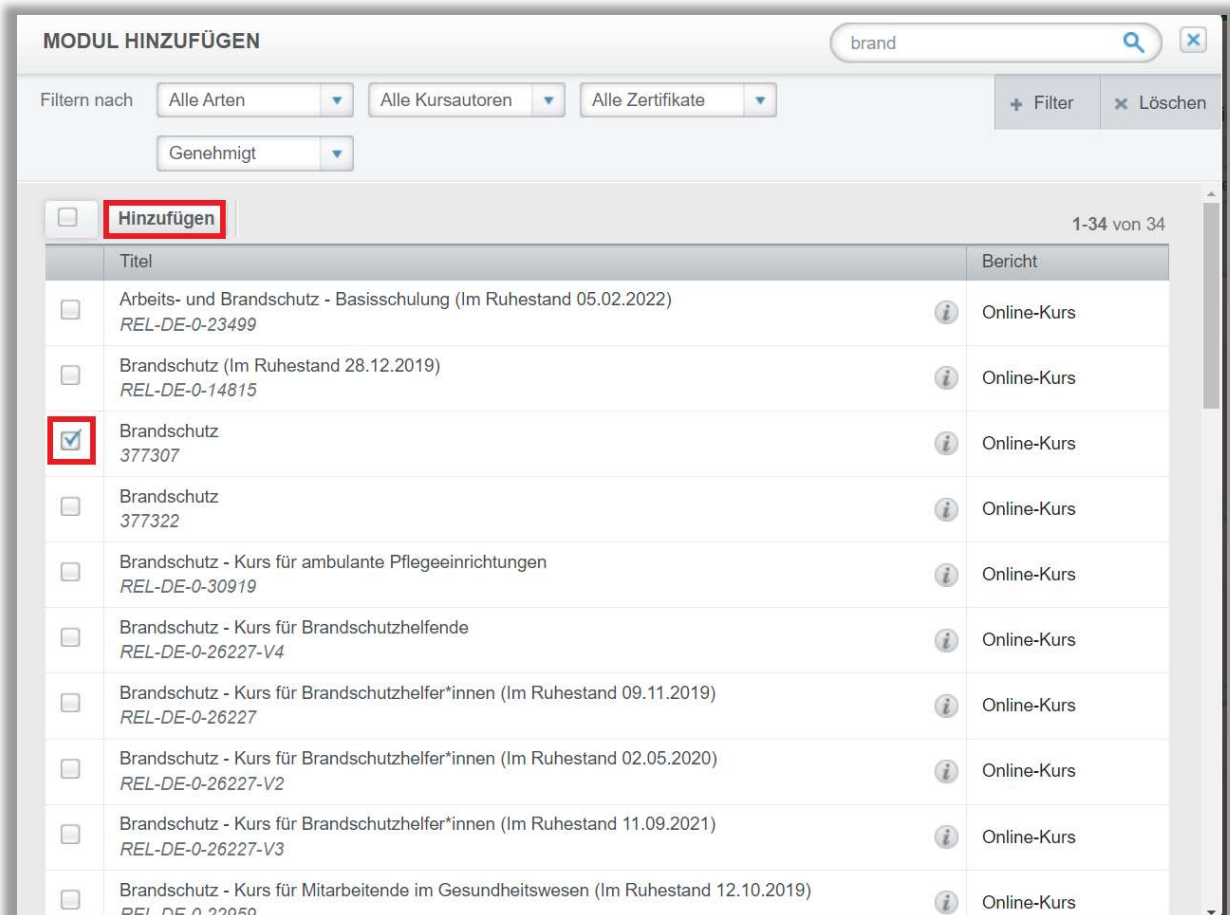 MODUL HINZUFÜGEN
brand
Filtern nach
Alle Arten
Alle Kursautoren
Alle Zertifikate
Filter
Löschen
Genehmigt
Hinzufügen
1-34 von 34
Titel
Bericht
Arbeits- und Brandschutz - Basisschulung (Im Ruhestand 05.02.2022)
REL-DE-0-23499
Online-Kurs
Brandschutz (Im Ruhestand 28.12.2019)
REL-DE-0-14815
Online-Kurs
Brandschutz
377307
Online-Kurs
Brandschutz
377322
Online-Kurs
Brandschutz - Kurs für ambulante Pflegeeinrichtungen
REL-DE-0-30919
Online-Kurs
Brandschutz - Kurs für Brandschutzhelfende
REL-DE-0-26227-V4
Online-Kurs
Brandschutz - Kurs für Brandschutzhelfer*innen (Im Ruhestand 09.11.2019)
REL-DE-0-26227
Online-Kurs
Brandschutz - Kurs für Brandschutzhelfer*innen (Im Ruhestand 02.05.2020)
REL-DE-0-26227-V2
Online-Kurs
Brandschutz - Kurs für Brandschutzhelfer*innen (Im Ruhestand 11.09.2021)
REL-DE-0-26227-V3
Online-Kurs
Brandschutz - Kurs für Mitarbeitende im Gesundheitswesen (Im Ruhestand 12.10.2019)
REL-DE-0-22959
Online-Kurs